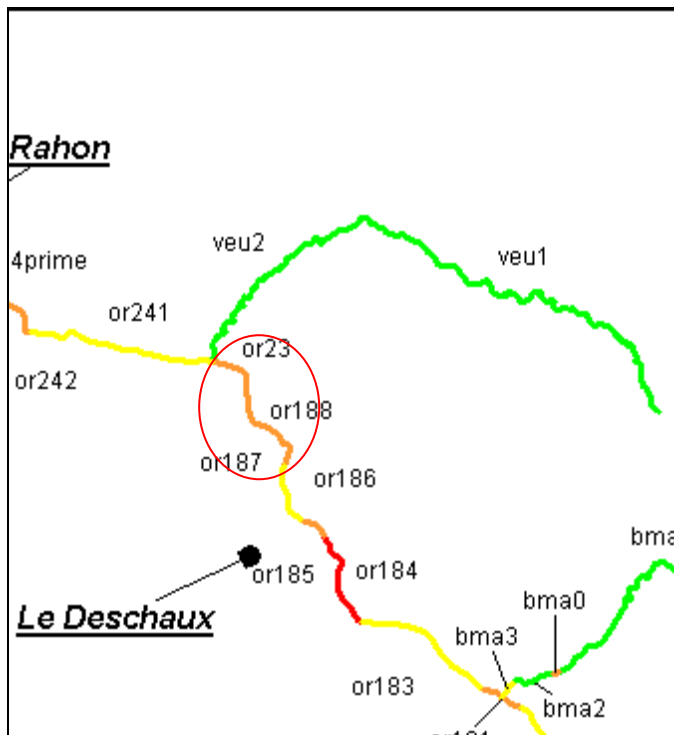 Rahon
veu2
veu1
4prime
or241
or23
or242
or188
or187
or186
bma
or185
or184
bma0
Le Deschaux
bma3
or183
bma2